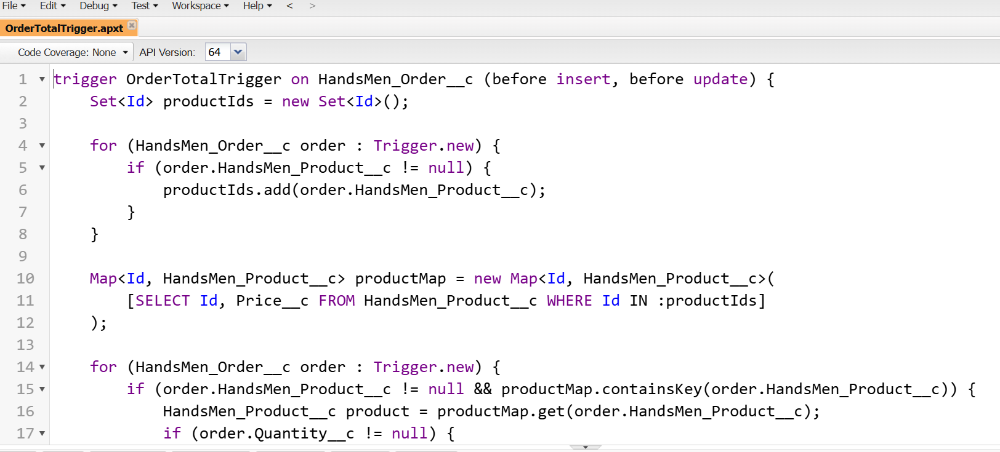 File Edit Debug Test Workspace Help < >
OrderTotalTrigger.apxt
Code Coverage: None API Version: 64
1 trigger OrderTotalTrigger on HandsMen_Order__c (before insert, before update) {
2     Set<Id> productIds = new Set<Id>();
3
4     for (HandsMen_Order__c order : Trigger.new) {
5         if (order.HandsMen_Product__c != null) {
6             productIds.add(order.HandsMen_Product__c);
7         }
8     }
9
10     Map<Id, HandsMen_Product__c> productMap = new Map<Id, HandsMen_Product__c>(
11         [SELECT Id, Price__c FROM HandsMen_Product__c WHERE Id IN :productIds]
12     );
13
14     for (HandsMen_Order__c order : Trigger.new) {
15         if (order.HandsMen_Product__c != null && productMap.containsKey(order.HandsMen_Product__c)) {
16             HandsMen_Product__c product = productMap.get(order.HandsMen_Product__c);
17             if (order.Quantity__c != null) {